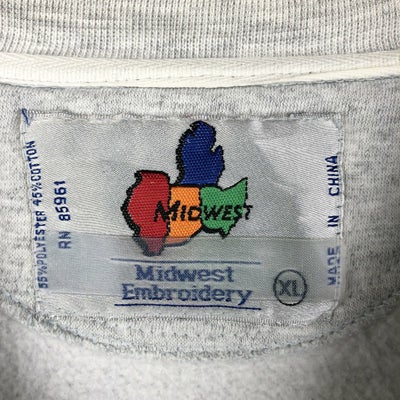 55% POLYESTER 45% COTTON
RN 85961
MIDWEST
Midwest
Embroidery
XL
MADE IN CHINA